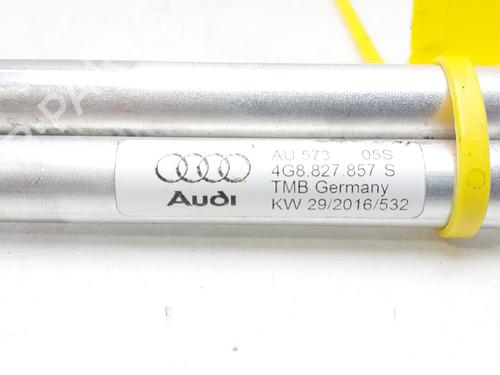 AU 573 05S
4G8.827.857 S
TMB Germany
KW 29/2016/532
Audi